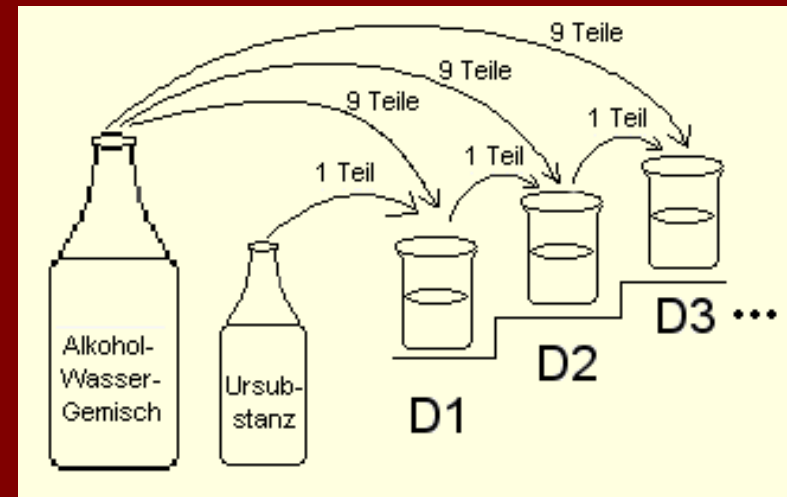 9 Teile
9 Teile
9 Teile
1 Teil
1 Teil
1 Teil
Alkohol-
Wasser-
Gemisch
Ursub-
stanz
D1
D2
D3 •••